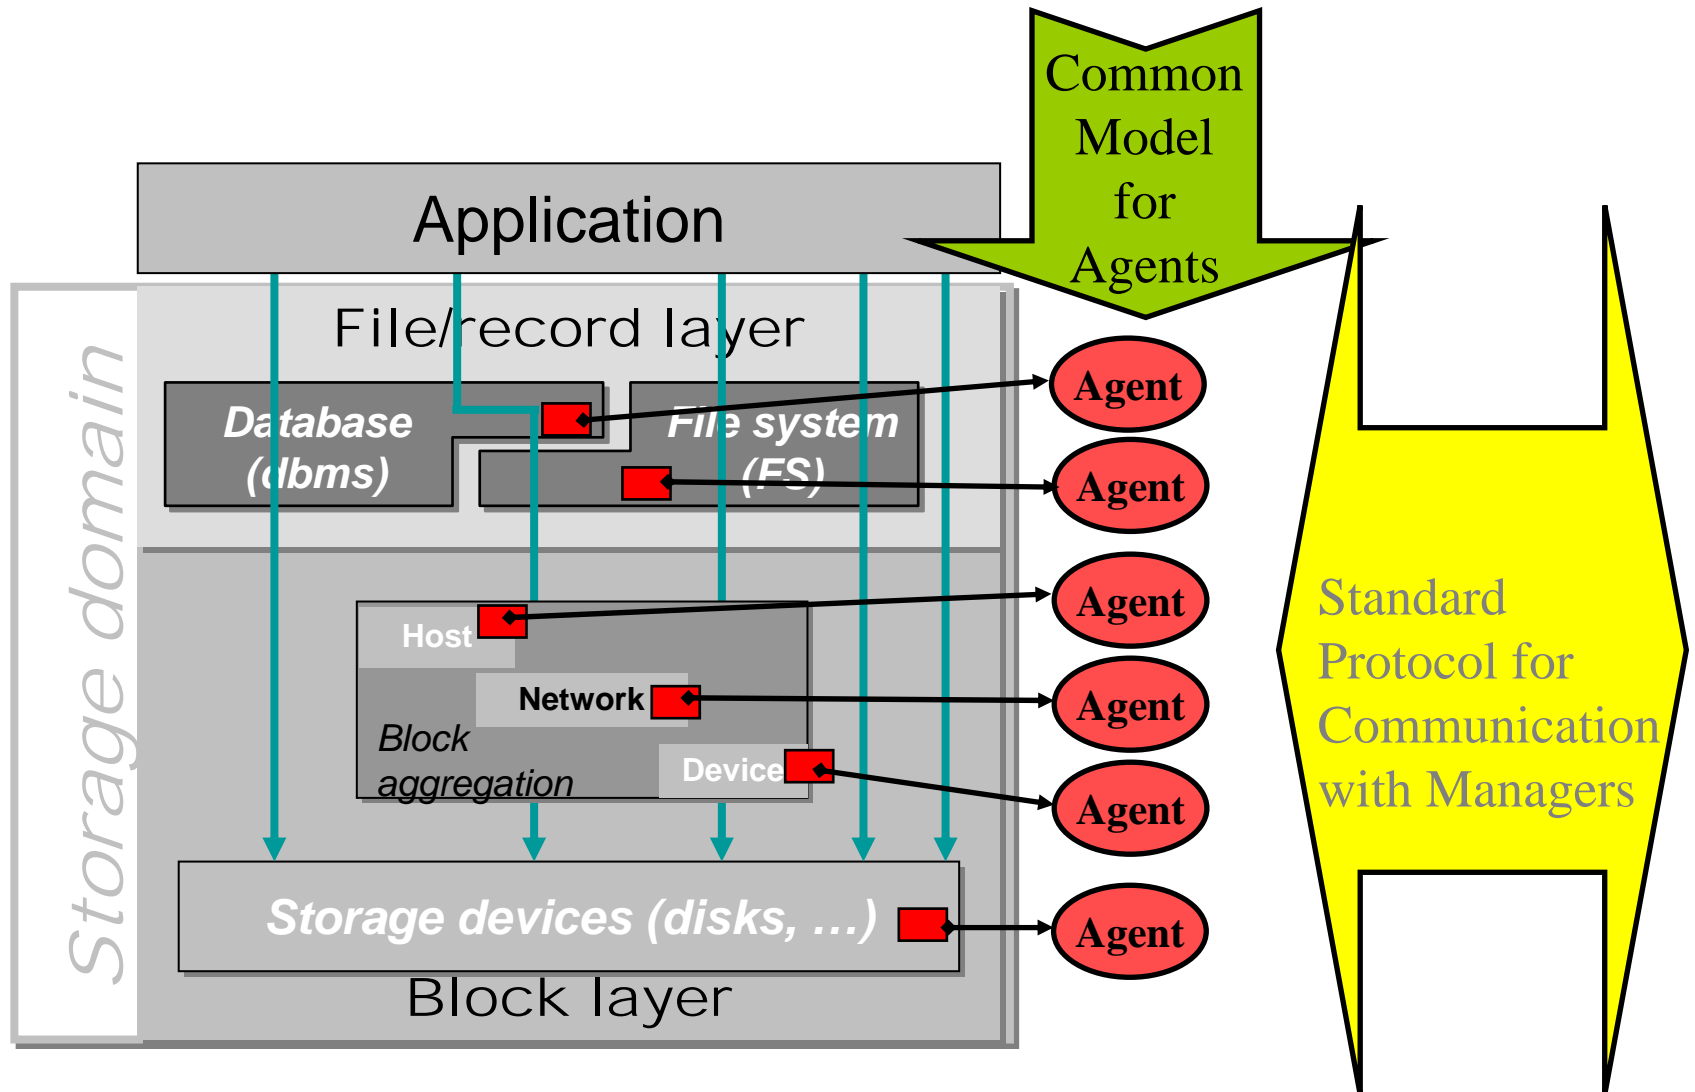 Common
Model
for
Agents
Application
File/record layer
Storage domain
Database
(dbms)
File system
(FS)
Host
Network
Device
Block
aggregation
Storage devices (disks, …)
Block layer
Agent
Agent
Agent
Agent
Agent
Agent
Standard
Protocol for
Communication
with Managers